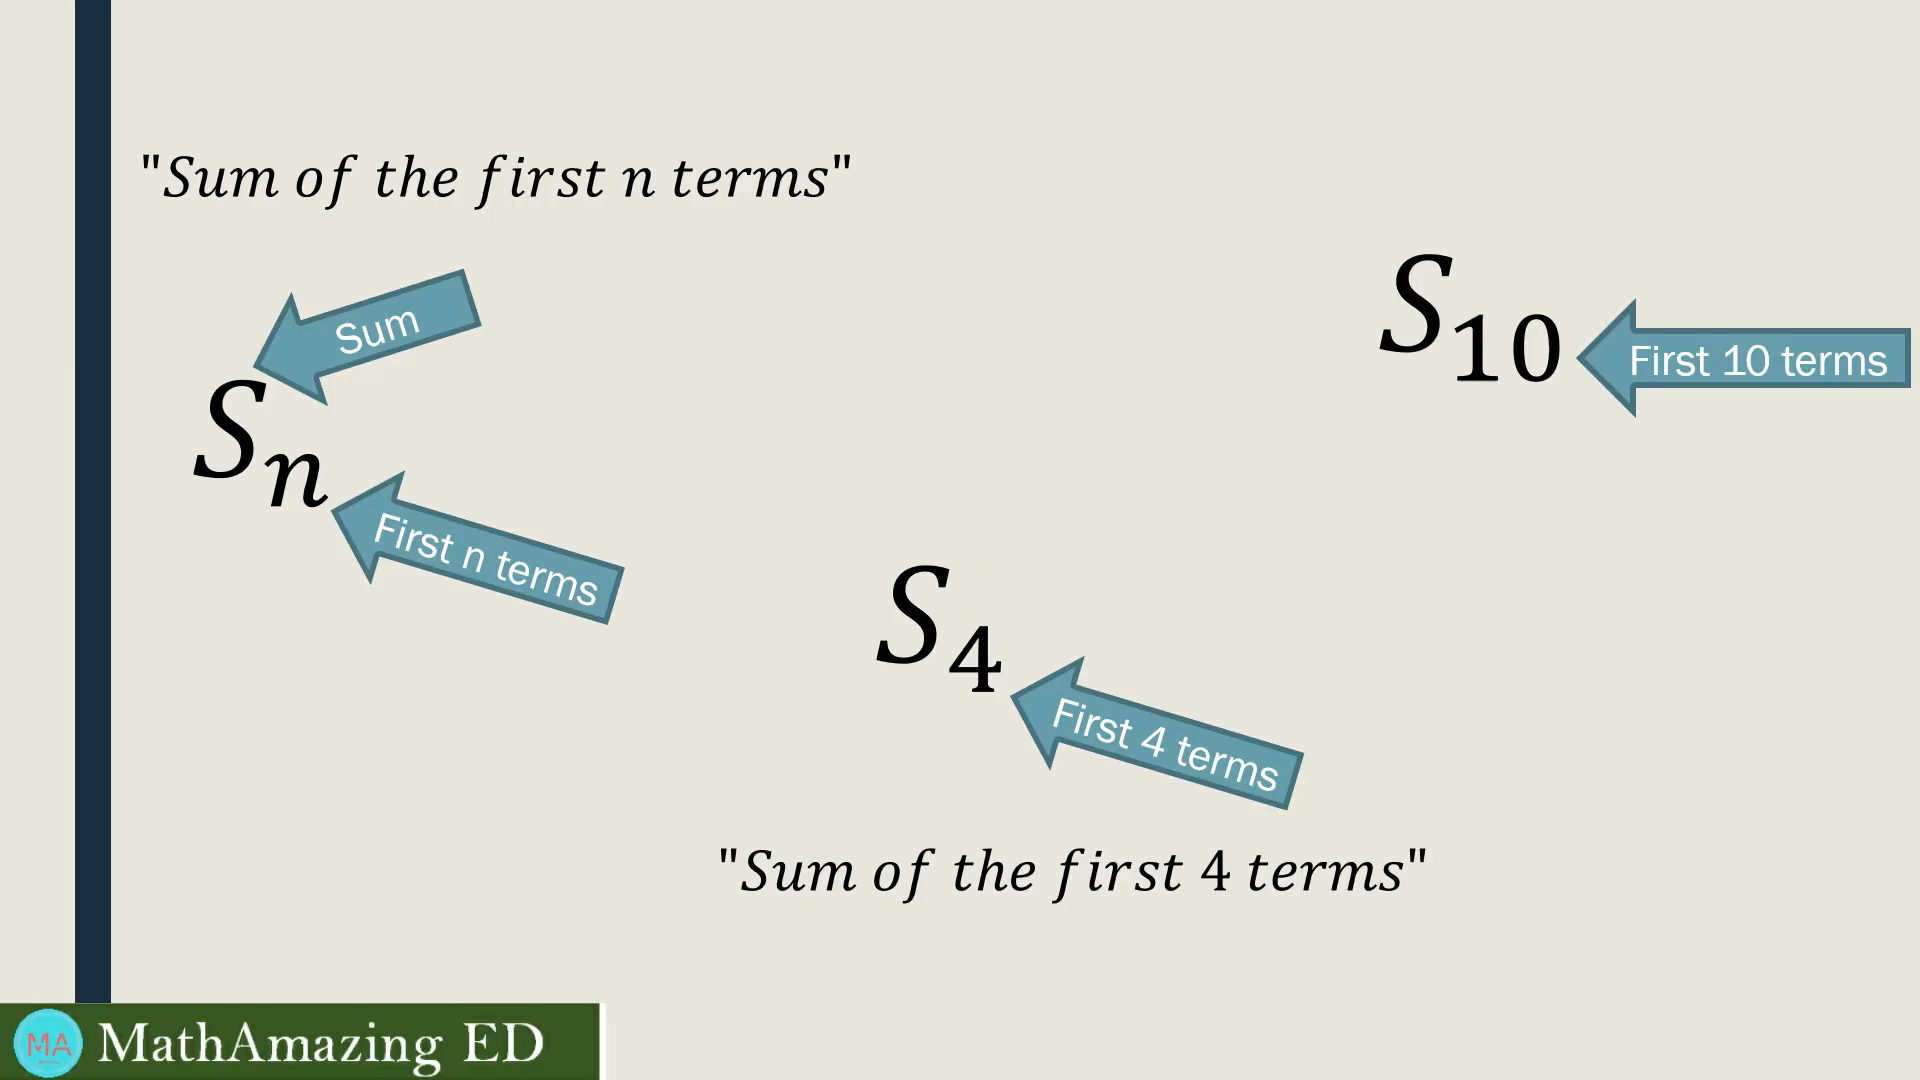 "Sum of the first n terms"
Sum
Sₙ
First n terms
S₁₀
First 10 terms
S₄
First 4 terms
"Sum of the first 4 terms"
MA
MathAmazing ED